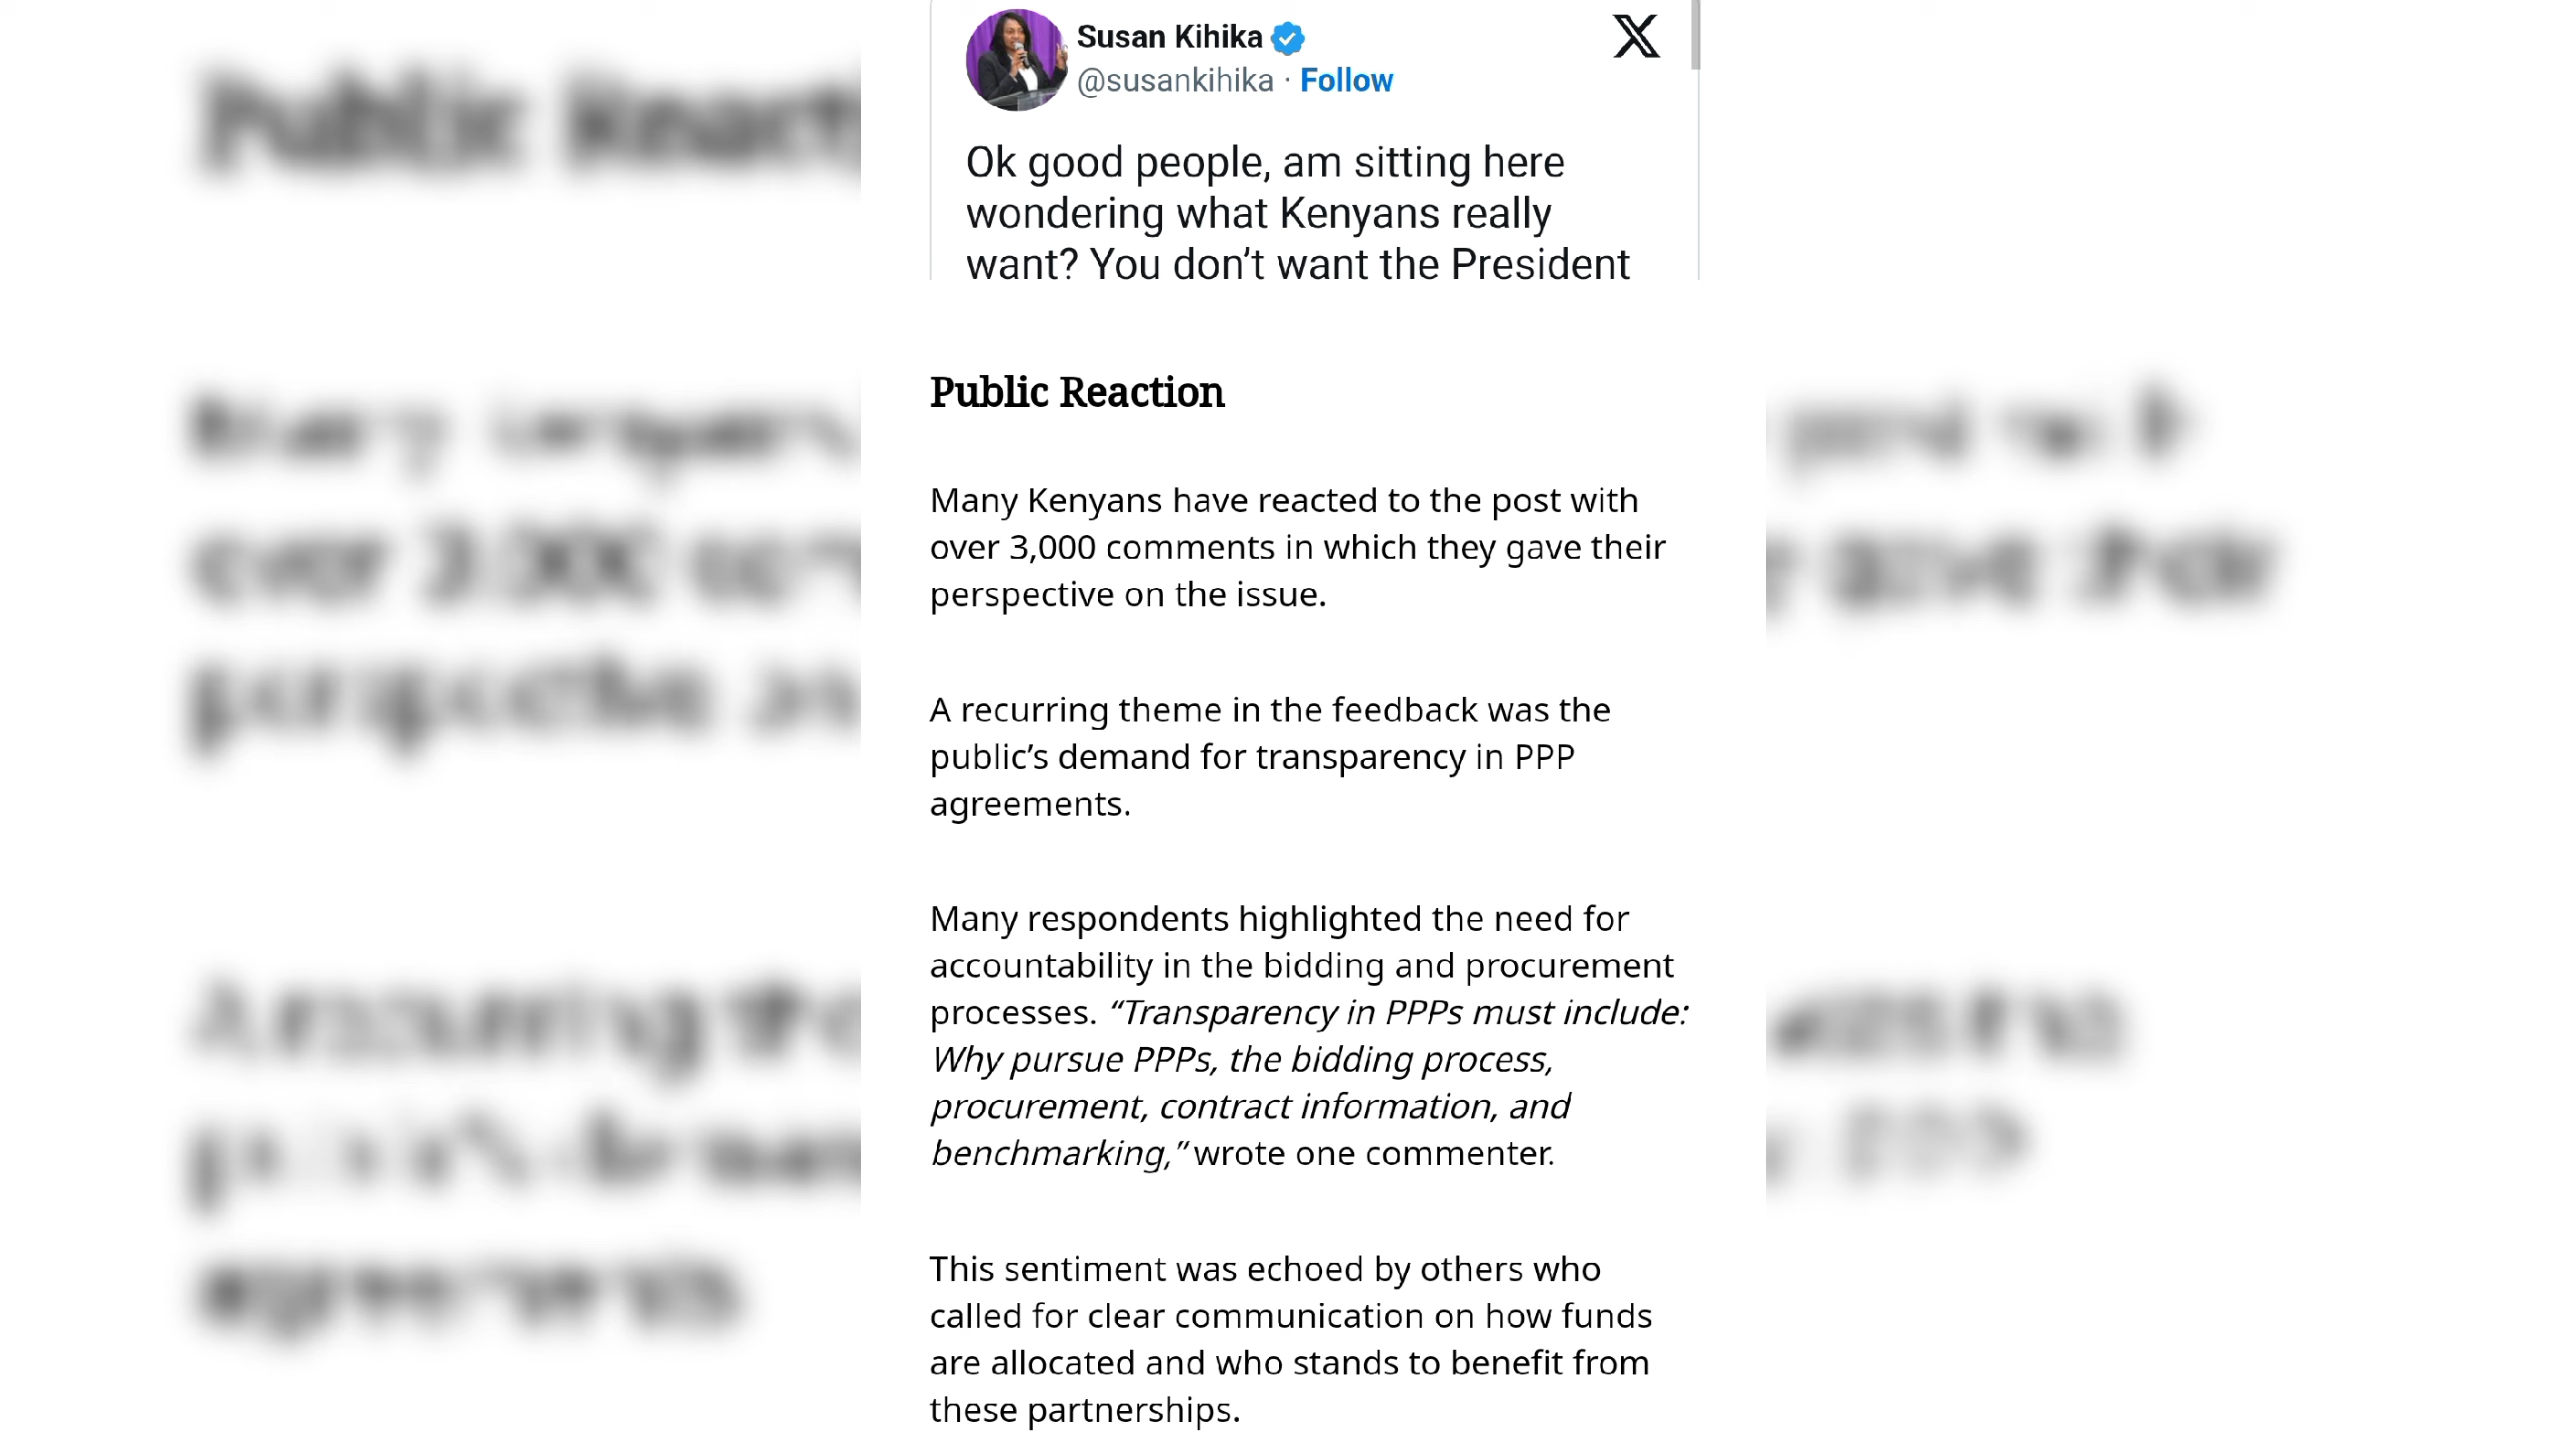 Susan Kihika
@susankihika · Follow
Ok good people, am sitting here
wondering what Kenyans really
want? You don’t want the President
Public Reaction
Many Kenyans have reacted to the post with
over 3,000 comments in which they gave their
perspective on the issue.
A recurring theme in the feedback was the
public’s demand for transparency in PPP
agreements.
Many respondents highlighted the need for
accountability in the bidding and procurement
processes. “Transparency in PPPs must include:
Why pursue PPPs, the bidding process,
procurement, contract information, and
benchmarking,” wrote one commenter.
This sentiment was echoed by others who
called for clear communication on how funds
are allocated and who stands to benefit from
these partnerships.